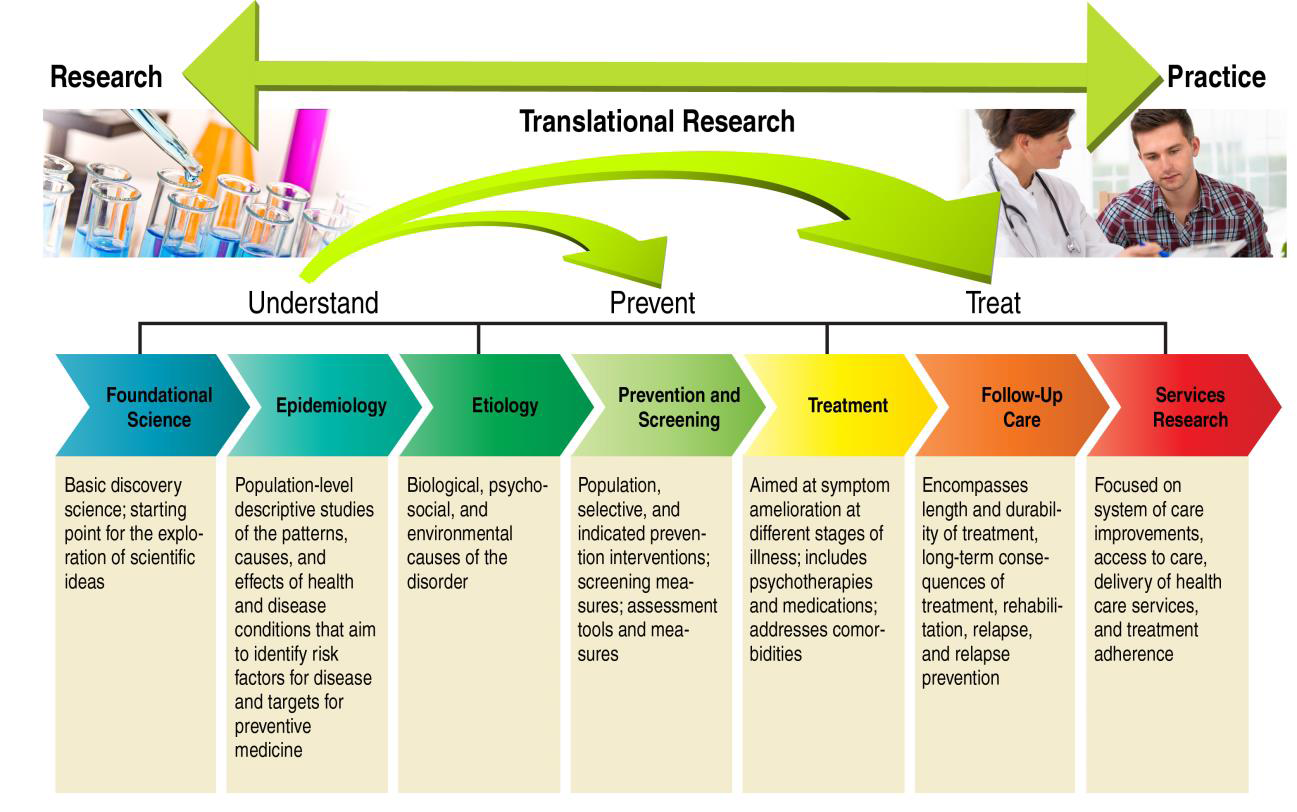 Research
Practice
Translational Research
Understand
Prevent
Treat
Foundational
Science
Epidemiology
Etiology
Prevention and
Screening
Treatment
Follow-Up
Care
Services
Research
Basic discovery
science; starting
point for the explo-
ration of scientific
ideas
Population-level
descriptive studies
of the patterns,
causes, and
effects of health
and disease
conditions that aim
to identify risk
factors for disease
and targets for
preventive
medicine
Biological, psycho-
social, and
environmental
causes of the
disorder
Population,
selective, and
indicated preven-
tion interventions;
screening mea-
sures; assessment
tools and mea-
sures
Aimed at symptom
amelioration at
different stages of
illness; includes
psychotherapies
and medications;
addresses comor-
bidities
Encompasses
length and durabil-
ity of treatment,
long-term conse-
quences of
treatment, rehabili-
tation, relapse,
and relapse
prevention
Focused on
system of care
improvements,
access to care,
delivery of health
care services,
and treatment
adherence